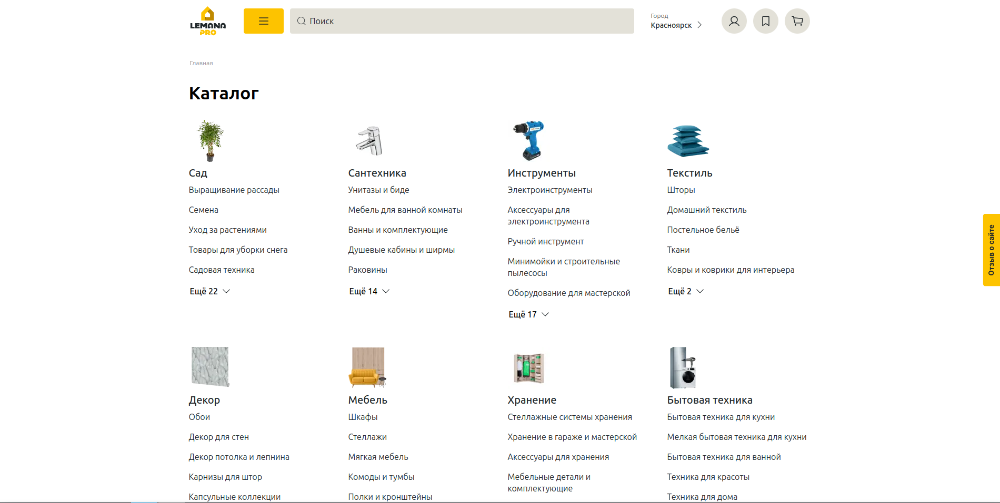 LEMANA
PRO
Поиск
Город
Красноярск
Главная
Каталог
Сад
Выращивание рассады
Семена
Уход за растениями
Товары для уборки снега
Садовая техника
Ещё 22
Сантехника
Унитазы и биде
Мебель для ванной комнаты
Ванны и комплектующие
Душевые кабины и ширмы
Раковины
Ещё 14
Инструменты
Электроинструменты
Аксессуары для
электроинструмента
Ручной инструмент
Минимойки и строительные
пылесосы
Оборудование для мастерской
Ещё 17
Текстиль
Шторы
Домашний текстиль
Постельное бельё
Ткани
Ковры и коврики для интерьера
Ещё 2
Отзыв о сайте
Декор
Обои
Декор для стен
Декор потолка и лепнина
Карнизы для штор
Капсульные коллекции
Мебель
Шкафы
Стеллажи
Мягкая мебель
Комоды и тумбы
Полки и кронштейны
Хранение
Стеллажные системы хранения
Хранение в гараже и мастерской
Аксессуары для хранения
Мебельные детали и
комплектующие
Бытовая техника
Бытовая техника для кухни
Мелкая бытовая техника для кухни
Бытовая техника для ванной
Техника для красоты
Техника для дома